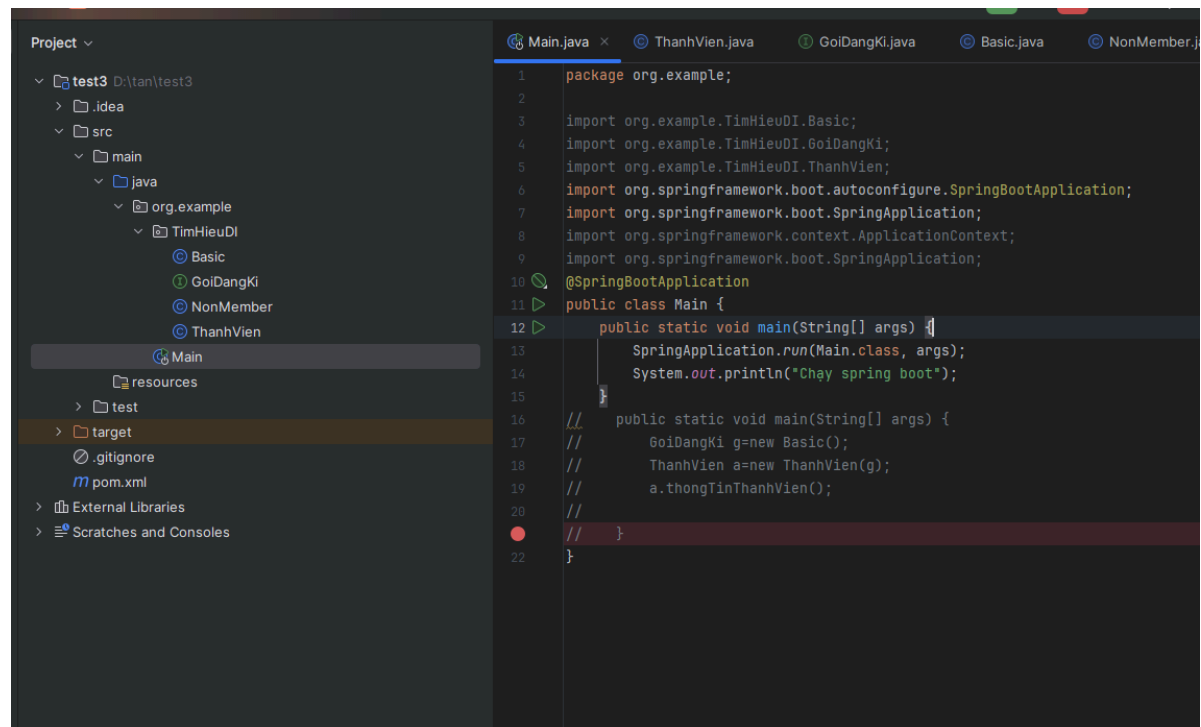 Project
test3 D:\tan\test3
.idea
src
main
java
org.example
TimHieuDI
Basic
GoiDangKi
NonMember
ThanhVien
Main
resources
test
target
.gitignore
pom.xml
External Libraries
Scratches and Consoles
Main.java × ThanhVien.java GoiDangKi.java Basic.java NonMember.j
1 package org.example;
2
3 import org.example.TimHieuDI.Basic;
4 import org.example.TimHieuDI.GoiDangKi;
5 import org.example.TimHieuDI.ThanhVien;
6 import org.springframework.boot.autoconfigure.SpringBootApplication;
7 import org.springframework.boot.SpringApplication;
8 import org.springframework.context.ApplicationContext;
9 import org.springframework.boot.SpringApplication;
10 @SpringBootApplication
11 public class Main {
12 public static void main(String[] args) {
13 SpringApplication.run(Main.class, args);
14 System.out.println("Chạy spring boot");
15 }
16 // public static void main(String[] args) {
17 // GoiDangKi g=new Basic();
18 // ThanhVien a=new ThanhVien(g);
19 // a.thongTinThanhVien();
20 //
// }
22 }